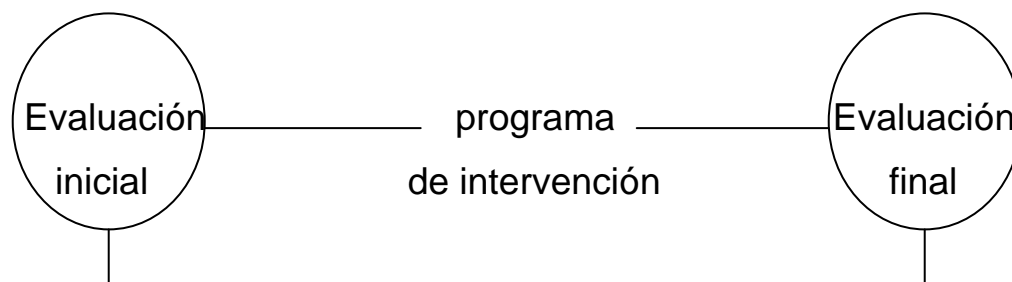 Evaluación
inicial
programa
de intervención
Evaluación
final